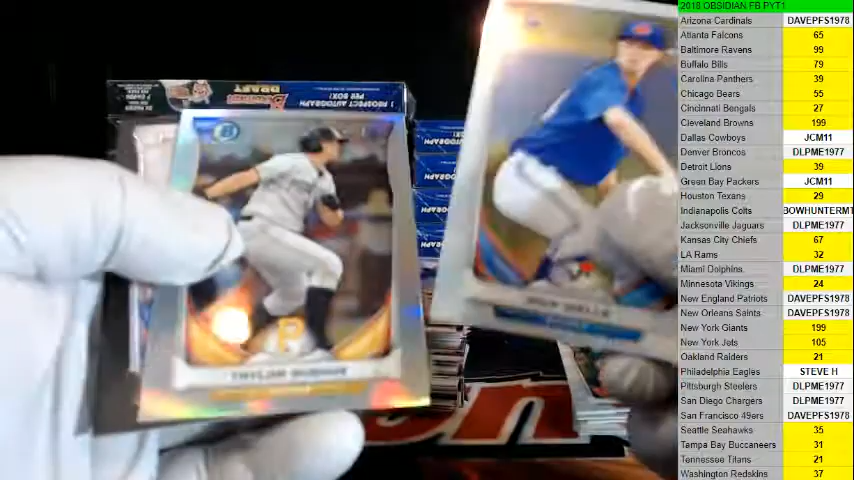 2018 OBSIDIAN FB PYT1
Arizona Cardinals DAVEPFS1978
Atlanta Falcons 65
Baltimore Ravens 99
Buffalo Bills 79
Carolina Panthers 39
Chicago Bears 55
Cincinnati Bengals 27
Cleveland Browns 199
Dallas Cowboys JCM11
Denver Broncos DLPME1977
Detroit Lions 39
Green Bay Packers JCM11
Houston Texans 29
Indianapolis Colts BOWHUNTERMT
Jacksonville Jaguars DLPME1977
Kansas City Chiefs 67
LA Rams 32
Miami Dolphins DLPME1977
Minnesota Vikings 24
New England Patriots DAVEPFS1978
New Orleans Saints DAVEPFS1978
New York Giants 199
New York Jets 105
Oakland Raiders 21
Philadelphia Eagles STEVE H
Pittsburgh Steelers DLPME1977
San Diego Chargers DLPME1977
San Francisco 49ers DAVEPFS1978
Seattle Seahawks 35
Tampa Bay Buccaneers 31
Tennessee Titans 21
Washington Redskins 37
1 PROSPECT AUTOGRAPH
PER BOX!
DRAFT
P
TAYLOR